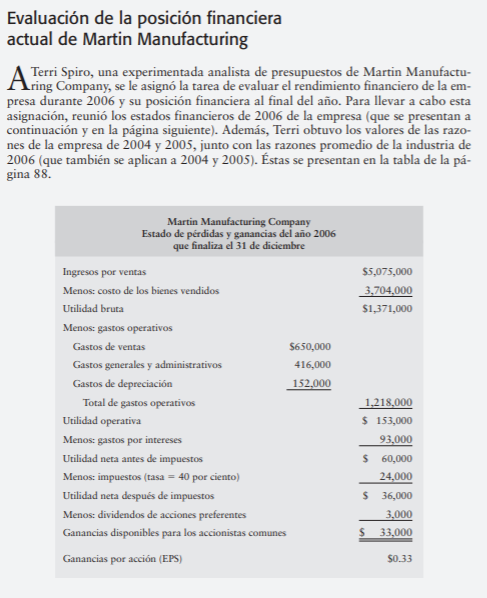 Evaluación de la posición financiera
actual de Martin Manufacturing
A Terri Spiro, una experimentada analista de presupuestos de Martin Manufactu-
ring Company, se le asignó la tarea de evaluar el rendimiento financiero de la em-
presa durante 2006 y su posición financiera al final del año. Para llevar a cabo esta
asignación, reunió los estados financieros de 2006 de la empresa (que se presentan a
continuación y en la página siguiente). Además, Terri obtuvo los valores de las razo-
nes de la empresa de 2004 y 2005, junto con las razones promedio de la industria de
2006 (que también se aplican a 2004 y 2005). Éstas se presentan en la tabla de la pá-
gina 88.
Martin Manufacturing Company
Estado de pérdidas y ganancias del año 2006
que finaliza el 31 de diciembre
Ingresos por ventas $5,075,000
Menos: costo de los bienes vendidos 3,704,000
Utilidad bruta $1,371,000
Menos: gastos operativos
Gastos de ventas $650,000
Gastos generales y administrativos 416,000
Gastos de depreciación 152,000
Total de gastos operativos 1,218,000
Utilidad operativa $ 153,000
Menos: gastos por intereses 93,000
Utilidad neta antes de impuestos $ 60,000
Menos: impuestos (tasa = 40 por ciento) 24,000
Utilidad neta después de impuestos $ 36,000
Menos: dividendos de acciones preferentes 3,000
Ganancias disponibles para los accionistas comunes $ 33,000
Ganancias por acción (EPS) $0.33